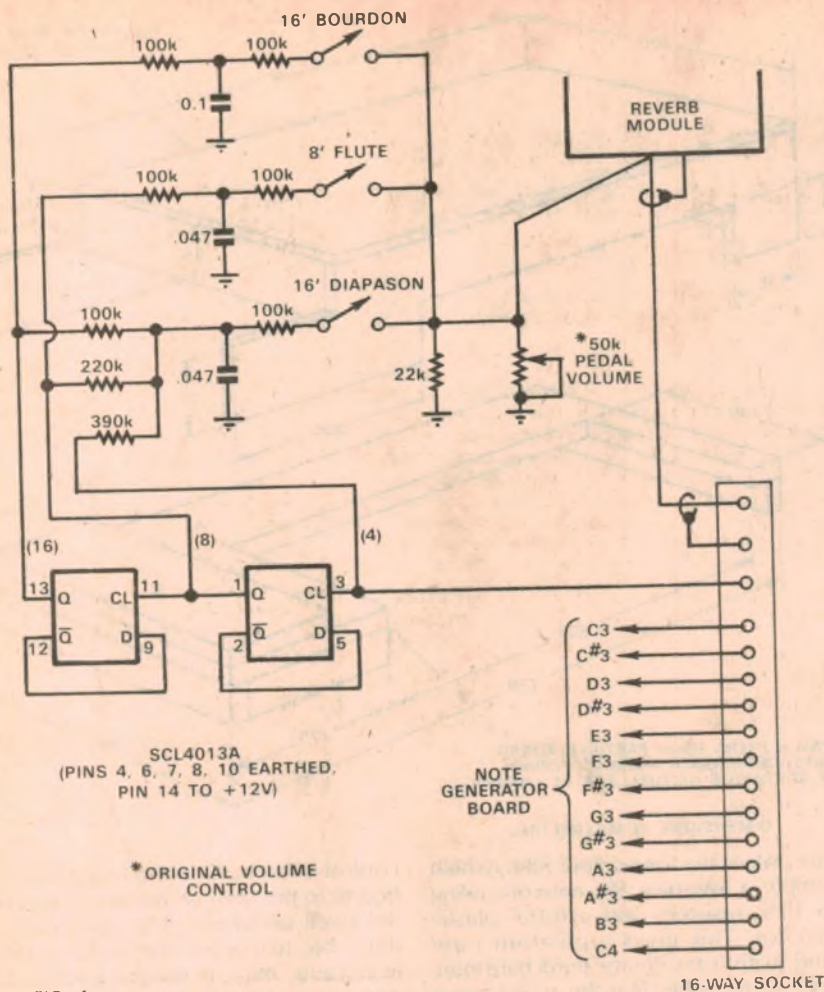 16' BOURDON
100k
100k
0.1
REVERB
MODULE
8' FLUTE
100k
100k
.047
16' DIAPASON
100k
100k
220k
.047
22k
*50k
PEDAL
VOLUME
390k
(16)
(8)
(4)
13 Q CL 11
12 Q D 9
1 Q CL 3
2 Q D 5
C3
C#3
D3
D#3
E3
F3
F#3
G3
G#3
A3
A#3
B3
C4
NOTE
GENERATOR
BOARD
SCL4013A
(PINS 4, 6, 7, 8, 10 EARTHED,
PIN 14 TO +12V)
*ORIGINAL VOLUME
CONTROL
16-WAY SOCKET